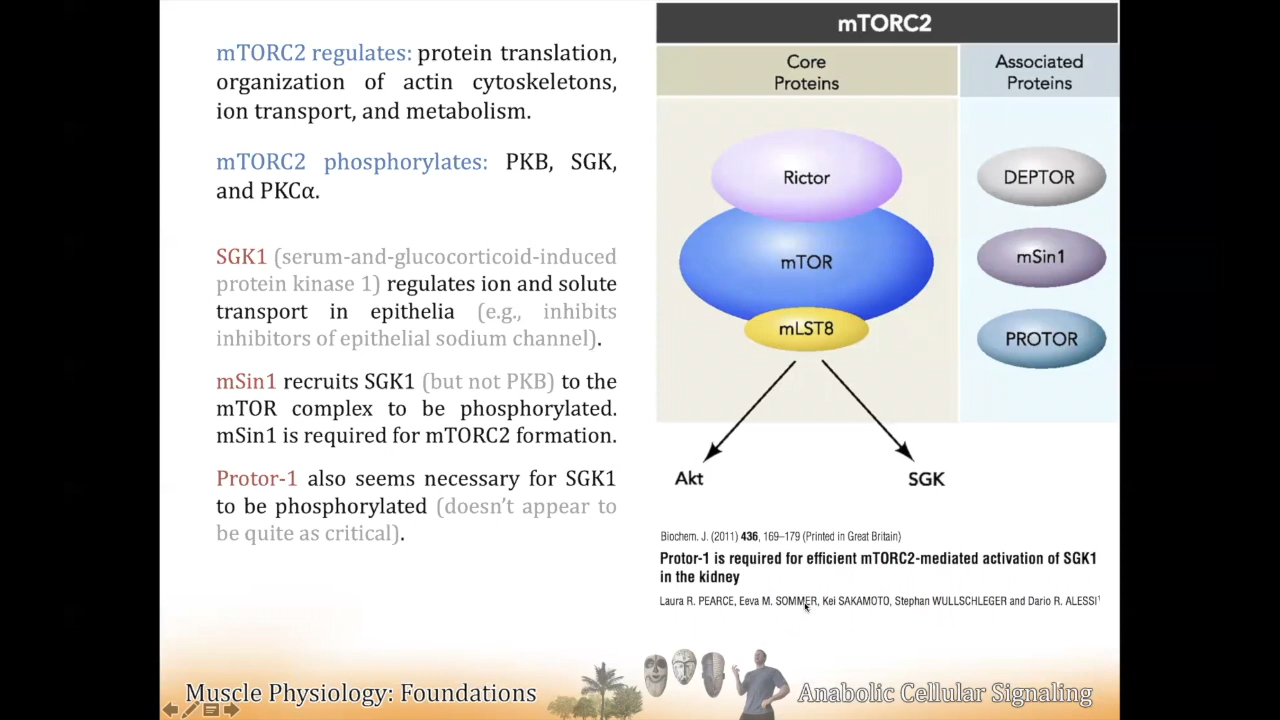 mTORC2 regulates: protein translation,
organization of actin cytoskeletons,
ion transport, and metabolism.
mTORC2 phosphorylates: PKB, SGK,
and PKCα.
SGK1 (serum-and-glucocorticoid-induced
protein kinase 1) regulates ion and solute
transport in epithelia (e.g., inhibits
inhibitors of epithelial sodium channel).
mSin1 recruits SGK1 (but not PKB) to the
mTOR complex to be phosphorylated.
mSin1 is required for mTORC2 formation.
Protor-1 also seems necessary for SGK1
to be phosphorylated (doesn't appear to
be quite as critical).
mTORC2
Core
Proteins
Associated
Proteins
Rictor
mTOR
mLST8
DEPTOR
mSin1
PROTOR
Akt
SGK
Biochem. J. (2011) 436, 169–179 (Printed in Great Britain)
Protor-1 is required for efficient mTORC2-mediated activation of SGK1
in the kidney
Laura R. PEARCE, Eeva M. SOMMER, Kei SAKAMOTO, Stephan WULLSCHLEGER and Dario R. ALESSI¹
Muscle Physiology: Foundations
Anabolic Cellular Signaling